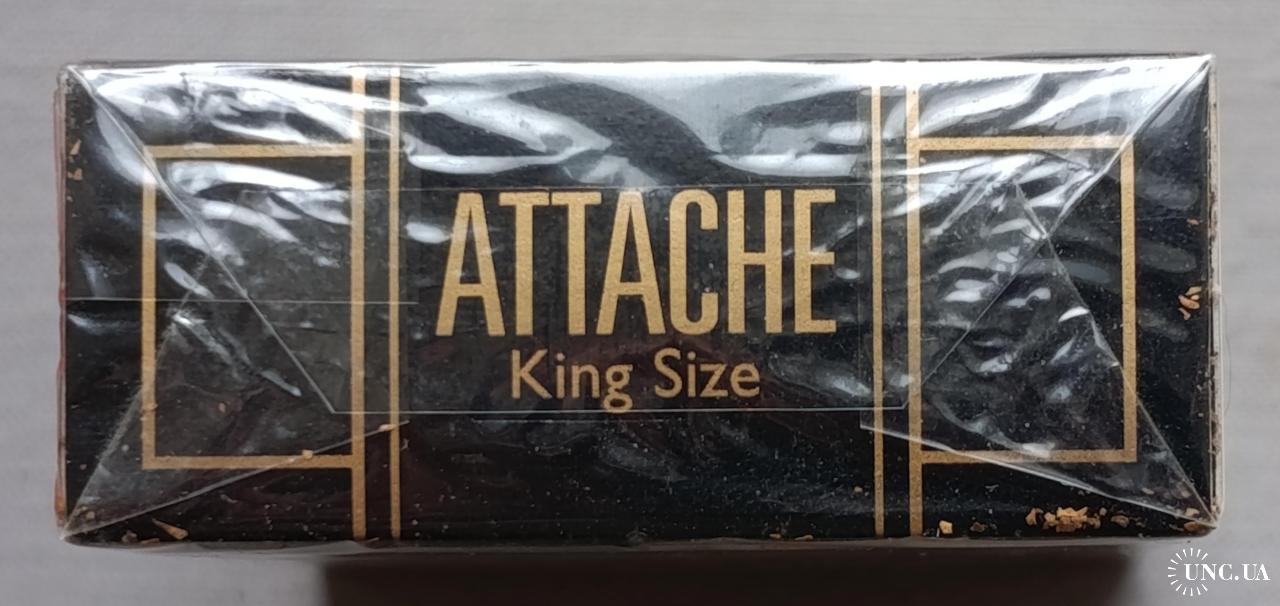 ATTACHE
King Size
UNC.UA